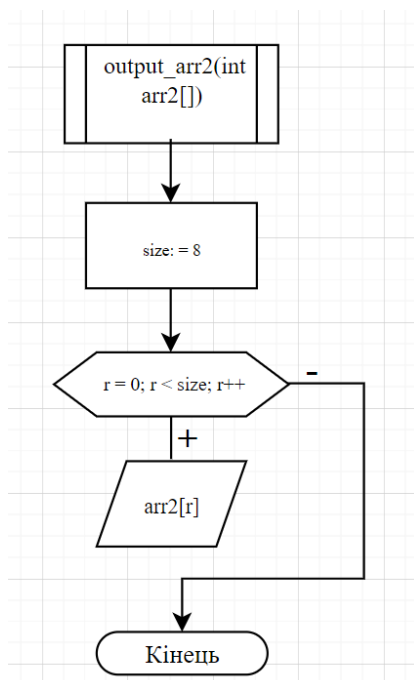 output_arr2(int
arr2[])
size: = 8
r = 0; r < size; r++
-
+
arr2[r]
Кінець